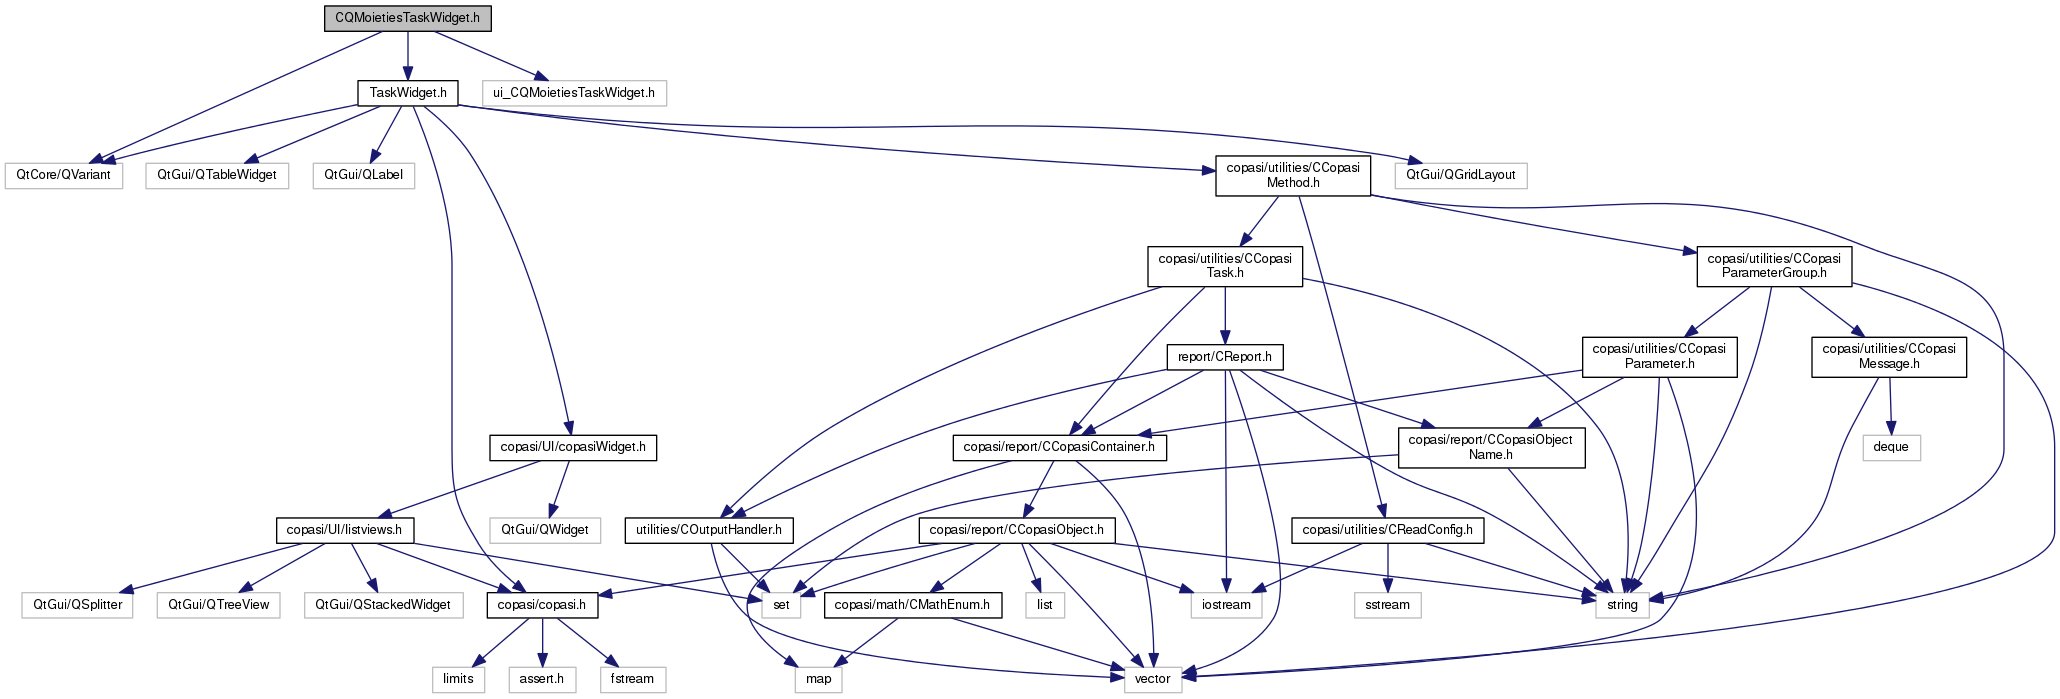 CQMoietiesTaskWidget.h
TaskWidget.h
ui_CQMoietiesTaskWidget.h
QtCore/QVariant
QtGui/QTableWidget
QtGui/QLabel
copasi/utilities/CCopasi
Method.h
QtGui/QGridLayout
copasi/utilities/CCopasi
Task.h
copasi/utilities/CCopasi
ParameterGroup.h
report/CReport.h
copasi/utilities/CCopasi
Parameter.h
copasi/utilities/CCopasi
Message.h
copasi/UI/copasiWidget.h
copasi/report/CCopasiContainer.h
copasi/report/CCopasiObject
Name.h
deque
copasi/UI/listviews.h
QtGui/QWidget
utilities/COutputHandler.h
copasi/report/CCopasiObject.h
copasi/utilities/CReadConfig.h
QtGui/QSplitter
QtGui/QTreeView
QtGui/QStackedWidget
copasi/copasi.h
set
copasi/math/CMathEnum.h
list
iostream
sstream
string
limits
assert.h
fstream
map
vector